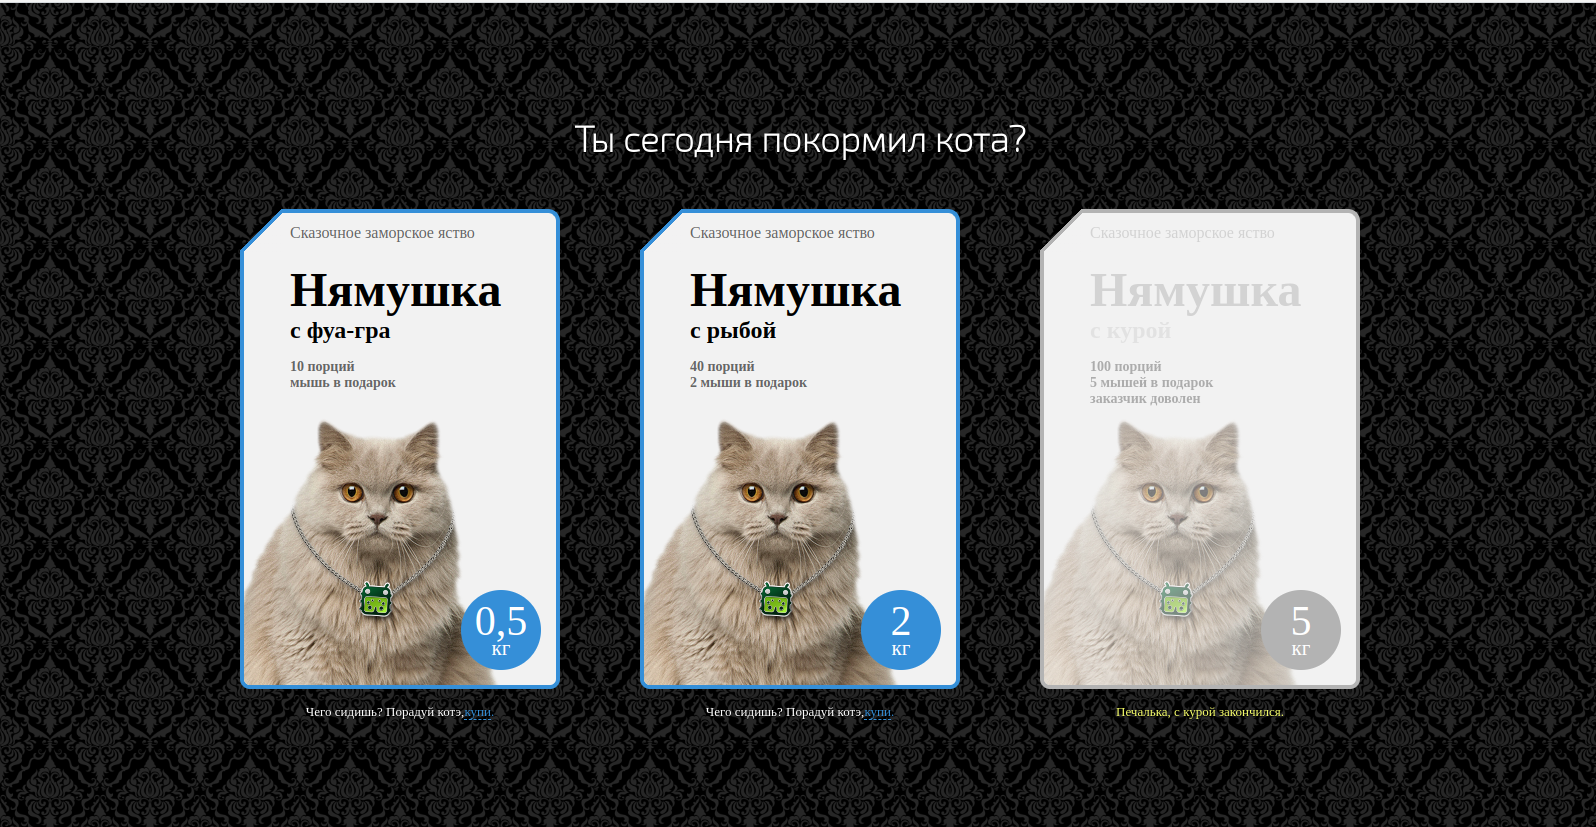 Ты сегодня покормил кота?
Сказочное заморское яство
Нямушка
с фуа-гра
10 порций
мышь в подарок
0,5
кг
Чего сидишь? Порадуй котэ,купи.
Сказочное заморское яство
Нямушка
с рыбой
40 порций
2 мыши в подарок
2
кг
Чего сидишь? Порадуй котэ,купи.
Сказочное заморское яство
Нямушка
с курой
100 порций
5 мышей в подарок
заказчик доволен
5
кг
Печалька, с курой закончился.